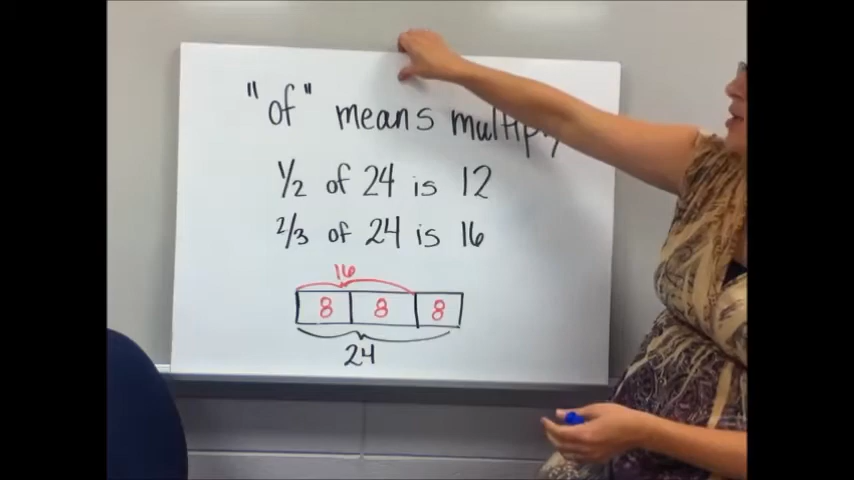 "of" means multiply
1/2 of 24 is 12
2/3 of 24 is 16
16
8 8 8
24